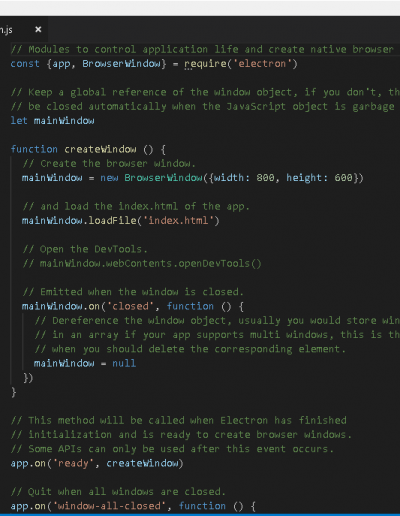 n.js ×
// Modules to control application life and create native browser
const {app, BrowserWindow} = require('electron')
// Keep a global reference of the window object, if you don't, th
// be closed automatically when the JavaScript object is garbage
let mainWindow
function createWindow () {
// Create the browser window.
mainWindow = new BrowserWindow({width: 800, height: 600})
// and load the index.html of the app.
mainWindow.loadFile('index.html')
// Open the DevTools.
// mainWindow.webContents.openDevTools()
// Emitted when the window is closed.
mainWindow.on('closed', function () {
// Dereference the window object, usually you would store win
// in an array if your app supports multi windows, this is th
// when you should delete the corresponding element.
mainWindow = null
})
}
// This method will be called when Electron has finished
// initialization and is ready to create browser windows.
// Some APIs can only be used after this event occurs.
app.on('ready', createWindow)
// Quit when all windows are closed.
app.on('window-all-closed', function () {